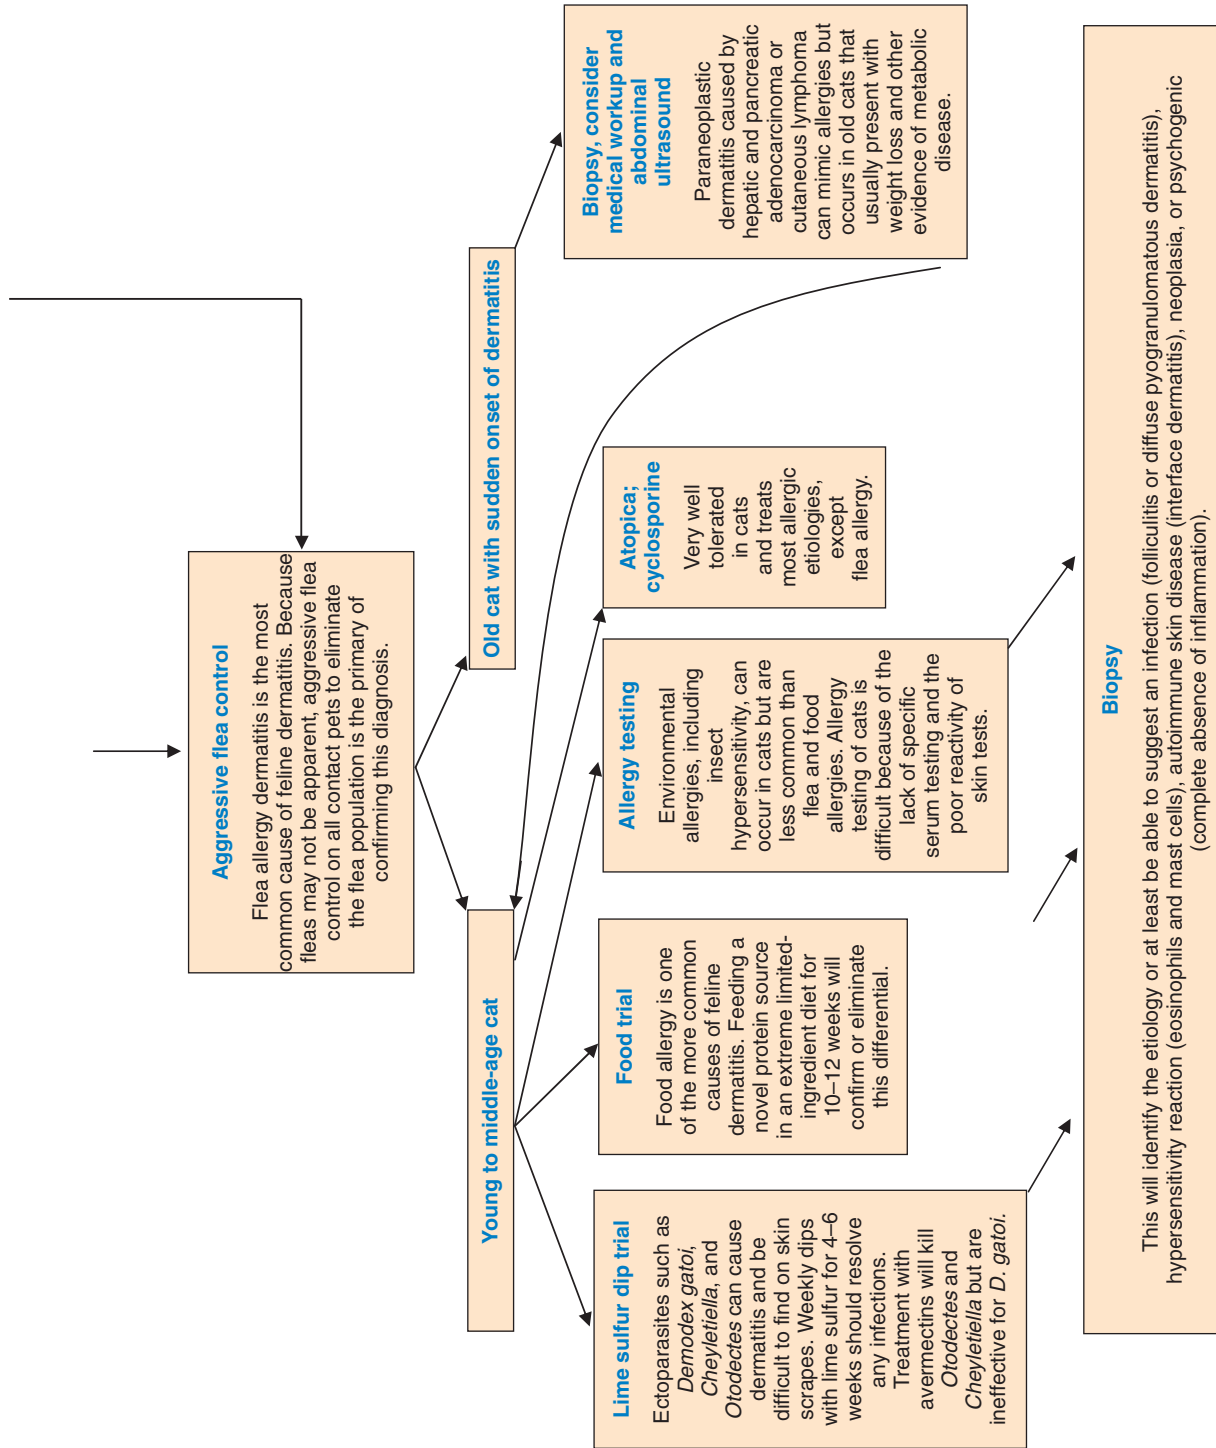 Aggressive flea control
Flea allergy dermatitis is the most
common cause of feline dermatitis. Because
fleas may not be apparent, aggressive flea
control on all contact pets to eliminate
the flea population is the primary of
confirming this diagnosis.
Young to middle-age cat
Old cat with sudden onset of dermatitis
Lime sulfur dip trial
Ectoparasites such as
Demodex gatoi,
Cheyletiella, and
Otodectes can cause
dermatitis and be
difficult to find on skin
scrapes. Weekly dips
with lime sulfur for 4–6
weeks should resolve
any infections.
Treatment with
avermectins will kill
Otodectes and
Cheyletiella but are
ineffective for D. gatoi.
Food trial
Food allergy is one
of the more common
causes of feline
dermatitis. Feeding a
novel protein source
in an extreme limited-
ingredient diet for
10–12 weeks will
confirm or eliminate
this differential.
Allergy testing
Environmental
allergies, including
insect
hypersensitivity, can
occur in cats but are
less common than
flea and food
allergies. Allergy
testing of cats is
difficult because of the
lack of specific
serum testing and the
poor reactivity of
skin tests.
Atopica;
cyclosporine
Very well
tolerated
in cats
and treats
most allergic
etiologies,
except
flea allergy.
Biopsy, consider
medical workup and
abdominal
ultrasound
Paraneoplastic
dermatitis caused by
hepatic and pancreatic
adenocarcinoma or
cutaneous lymphoma
can mimic allergies but
occurs in old cats that
usually present with
weight loss and other
evidence of metabolic
disease.
Biopsy
This will identify the etiology or at least be able to suggest an infection (folliculitis or diffuse pyogranulomatous dermatitis),
hypersensitivity reaction (eosinophils and mast cells), autoimmune skin disease (interface dermatitis), neoplasia, or psychogenic
(complete absence of inflammation).